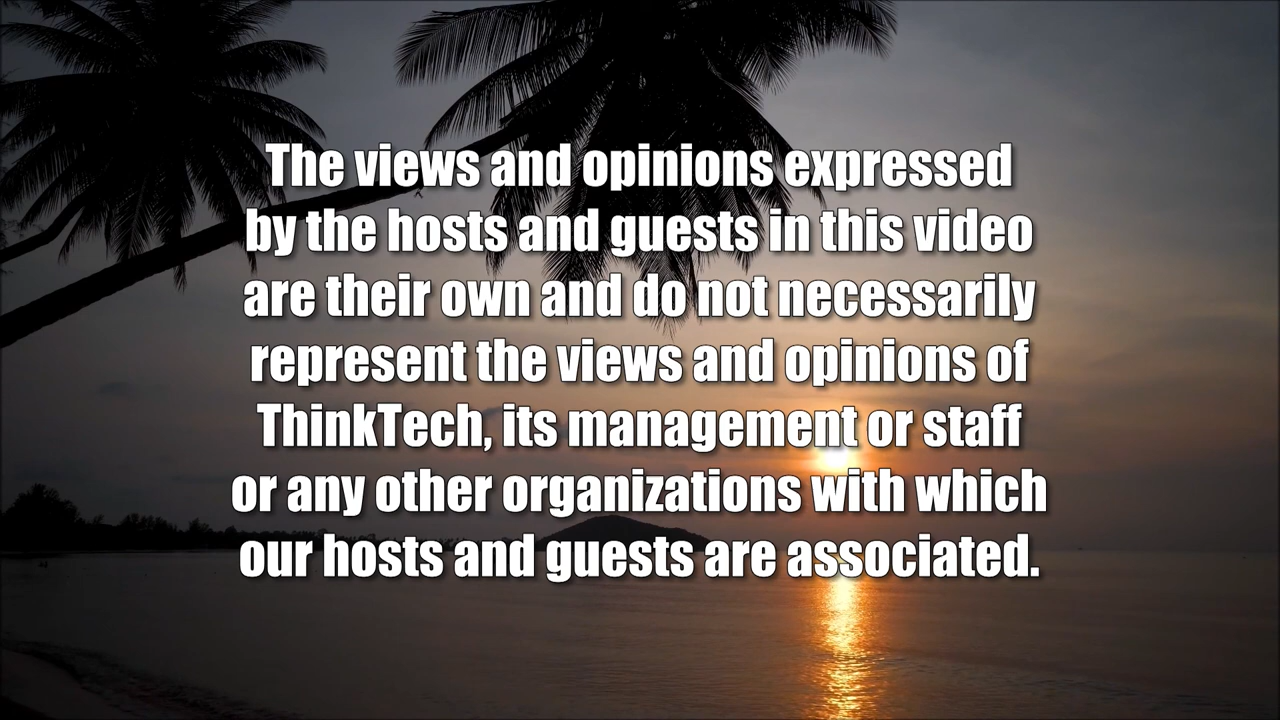 The views and opinions expressed
by the hosts and guests in this video
are their own and do not necessarily
represent the views and opinions of
ThinkTech, its management or staff
or any other organizations with which
our hosts and guests are associated.